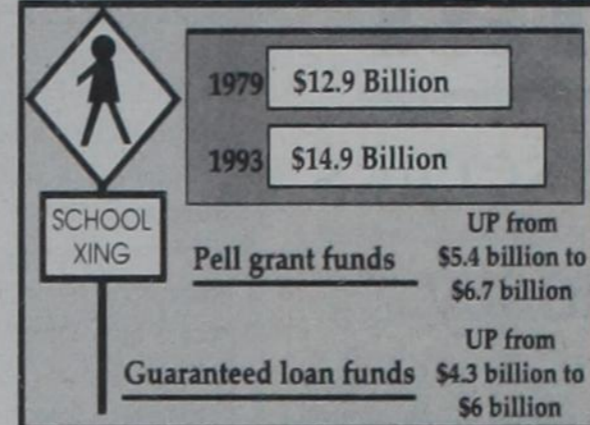 1979 $12.9 Billion
1993 $14.9 Billion
SCHOOL
XING
Pell grant funds
UP from
$5.4 billion to
$6.7 billion
Guaranteed loan funds
UP from
$4.3 billion to
$6 billion